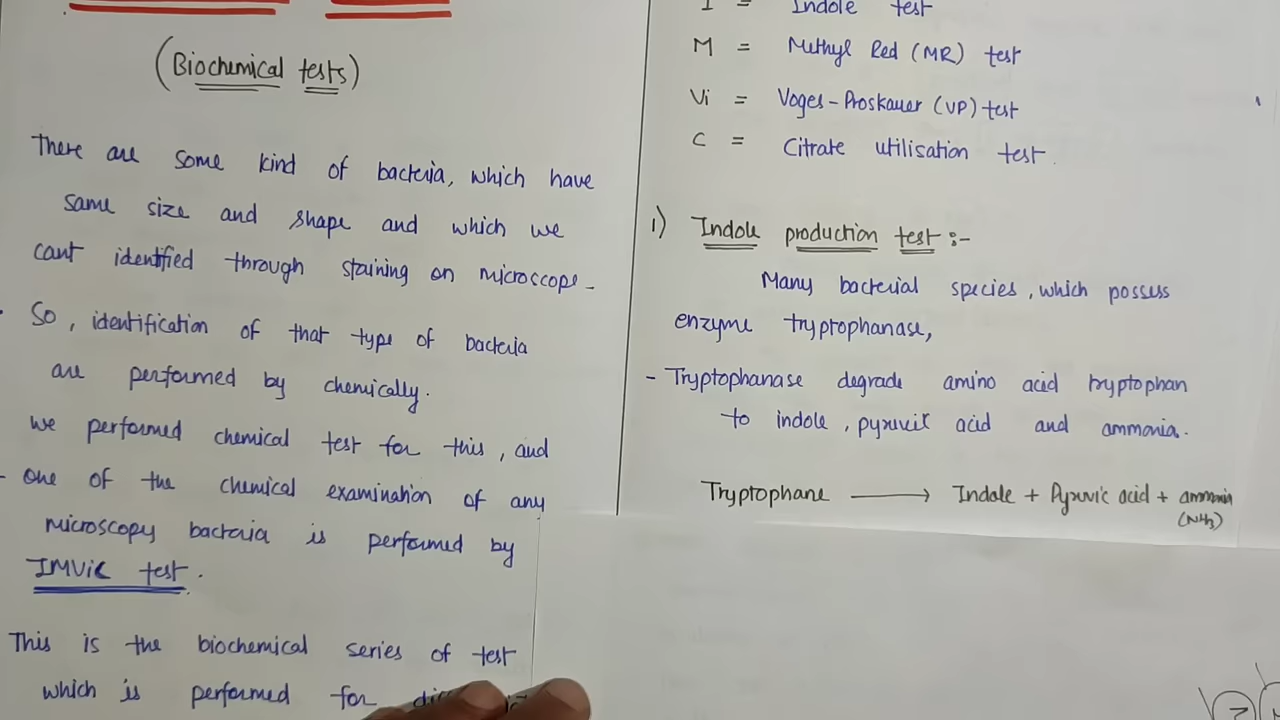 (Biochemical tests)
There are some kind of bacteria, which have
same size and shape and which we
cant identified through staining on microscope-
So, identification of that type of bacteria
are performed by chemically.
we performed chemical test for this, and
- one of the chemical examination of any
microscopy bacteria is performed by
IMViC test.
This is the biochemical series of test
which is performed for
I = Indole test
M = Methyl Red (MR) test
Vi = Voges-Proskauer (VP) test
C = Citrate utilisation test.
1) Indole production test :-
Many bacterial species, which possess
enzyme tryptophanase,
- Tryptophanase degrade amino acid tryptophan
to indole, pyruvic acid and ammonia.
Tryptophane → Indole + Pyruvic acid + ammonia
(NH3)